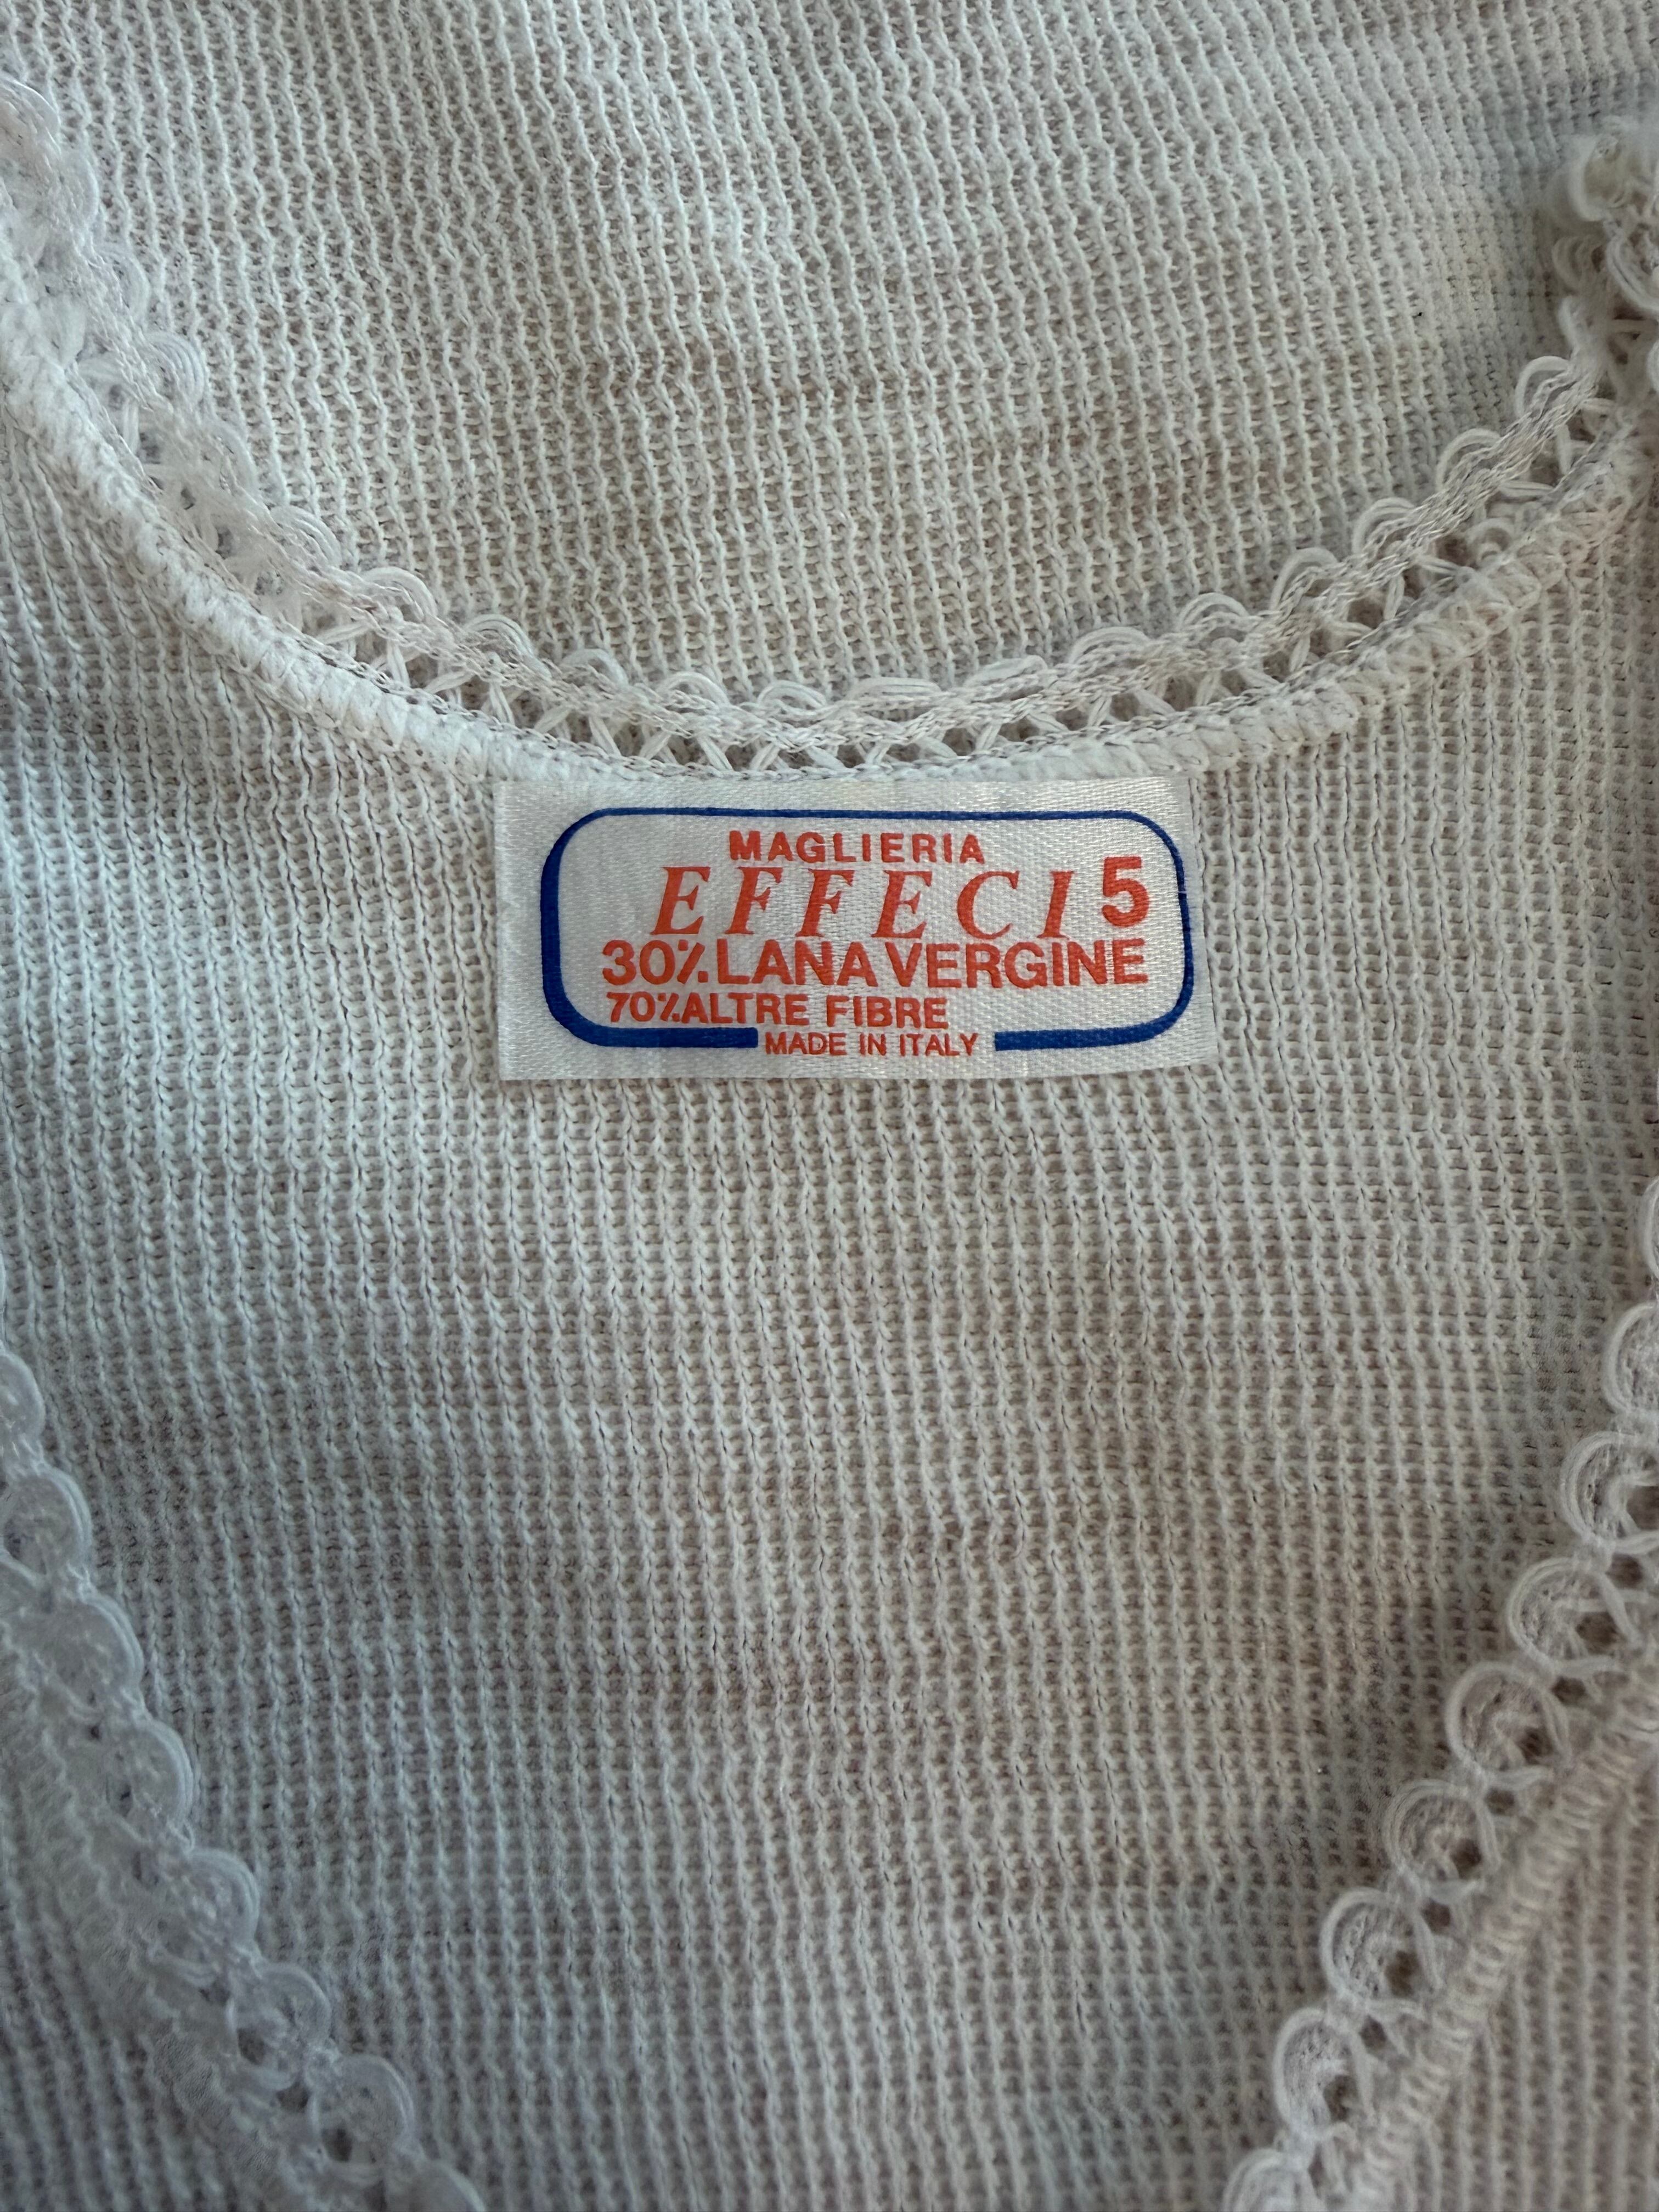 MAGLIERIA
EFFECI 5
30% LANA VERGINE
70% ALTRE FIBRE
MADE IN ITALY